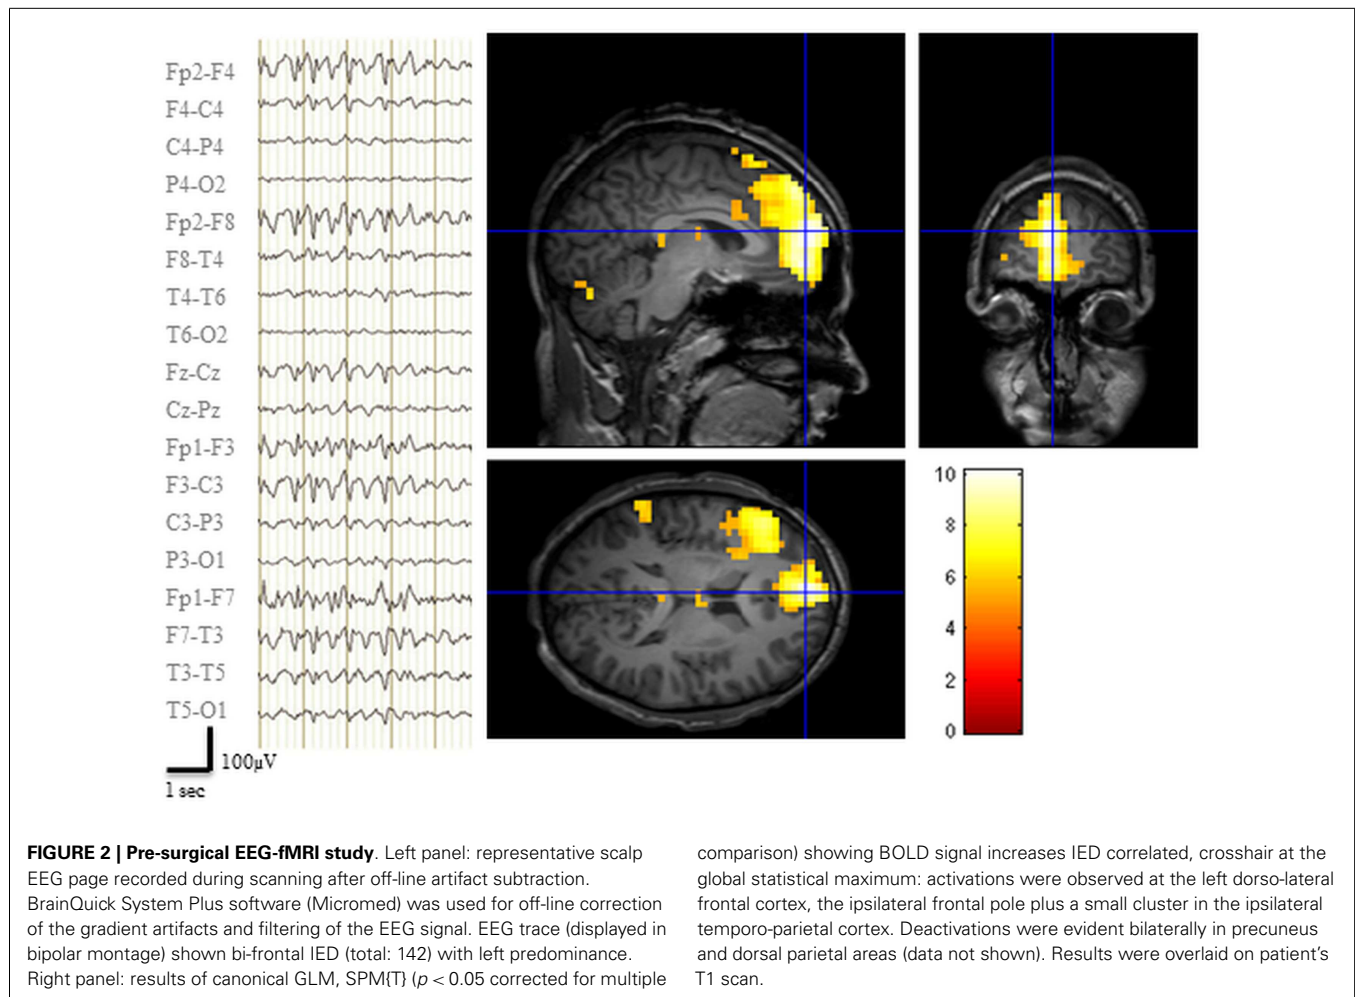 Fp2-F4
F4-C4
C4-P4
P4-O2
Fp2-F8
F8-T4
T4-T6
T6-O2
Fz-Cz
Cz-Pz
Fp1-F3
F3-C3
C3-P3
P3-O1
Fp1-F7
F7-T3
T3-T5
T5-O1
100µV
1 sec
10
8
6
4
2
0
FIGURE 2 | Pre-surgical EEG-fMRI study. Left panel: representative scalp
EEG page recorded during scanning after off-line artifact subtraction.
BrainQuick System Plus software (Micromed) was used for off-line correction
of the gradient artifacts and filtering of the EEG signal. EEG trace (displayed in
bipolar montage) shown bi-frontal IED (total: 142) with left predominance.
Right panel: results of canonical GLM, SPM{T} (p < 0.05 corrected for multiple
comparison) showing BOLD signal increases IED correlated, crosshair at the
global statistical maximum: activations were observed at the left dorso-lateral
frontal cortex, the ipsilateral frontal pole plus a small cluster in the ipsilateral
temporo-parietal cortex. Deactivations were evident bilaterally in precuneus
and dorsal parietal areas (data not shown). Results were overlaid on patient's
T1 scan.